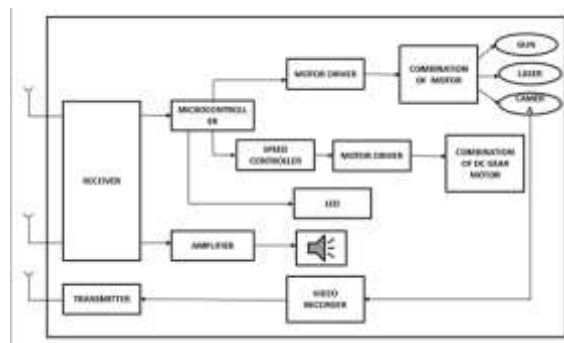 GUN
MOTOR DRIVER
COMBINATION
OF MOTOR
LASER
CAMER
MICROCONTROLL
ER
SPEED
CONTROLLER
MOTOR DRIVER
COMBINATION
OF DC GEAR
MOTOR
RECEIVER
LED
AMPLIFIER
TRANSMITTER
VIDEO
RECORDER